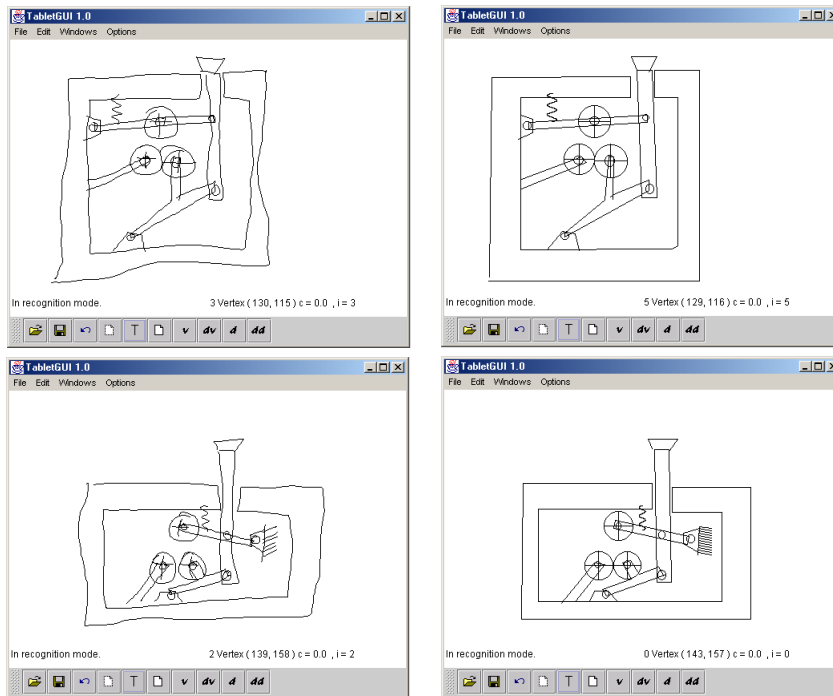 TabletGUI 1.0
File Edit Windows Options
In recognition mode. 3 Vertex ( 130, 115 ) c = 0.0 , i = 3
T v dv d dd
TabletGUI 1.0
File Edit Windows Options
In recognition mode. 5 Vertex ( 129, 116 ) c = 0.0 , i = 5
T v dv d dd
TabletGUI 1.0
File Edit Windows Options
In recognition mode. 2 Vertex ( 139, 158 ) c = 0.0 , i = 2
T v dv d dd
TabletGUI 1.0
File Edit Windows Options
In recognition mode. 0 Vertex ( 143, 157 ) c = 0.0 , i = 0
T v dv d dd